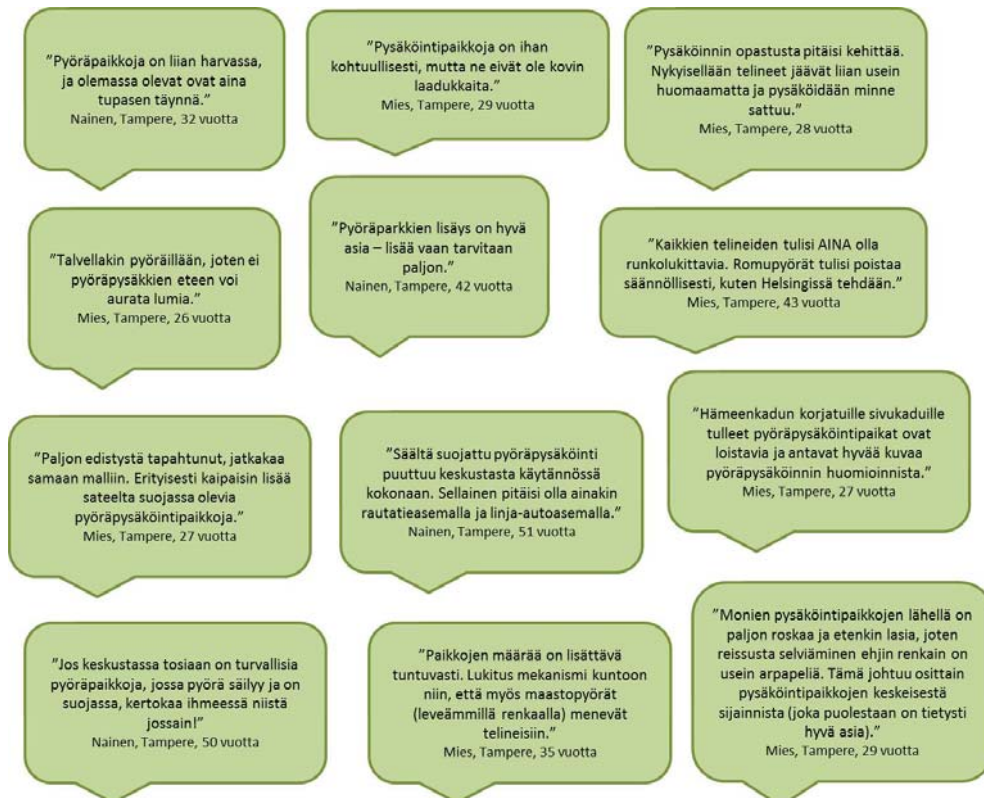 ”Pyöräpaikkoja on liian harvassa,
ja olemassa olevat ovat aina
tupasen täynnä.”
Nainen, Tampere, 32 vuotta
”Pysäköintipaikkoja on ihan
kohtuullisesti, mutta ne eivät ole kovin
laadukkaita.”
Mies, Tampere, 29 vuotta
”Pysäköinnin opastusta pitäisi kehittää.
Nykyisellään telineet jäävät liian usein
huomaamatta ja pysäköidään minne
sattuu.”
Mies, Tampere, 28 vuotta
”Talvellakin pyöräillään, joten ei
pyöräpysäkkien eteen voi
aurata lumia.”
Mies, Tampere, 26 vuotta
”Pyöräparkkien lisäys on hyvä
asia – lisää vaan tarvitaan
paljon.”
Nainen, Tampere, 42 vuotta
”Kaikkien telineiden tulisi AINA olla
runkolukittavia. Romupyörät tulisi poistaa
säännöllisesti, kuten Helsingissä tehdään.”
Mies, Tampere, 43 vuotta
”Paljon edistystä tapahtunut, jatkakaa
samaan malliin. Erityisesti kaipaisin lisää
sateelta suojassa olevia
pyöräpysäköintipaikkoja.”
Mies, Tampere, 27 vuotta
”Säältä suojattu pyöräpysäköinti
puuttuu keskustasta käytännössä
kokonaan. Sellainen pitäisi olla ainakin
rautatieasemalla ja linja-autoasemalla.”
Nainen, Tampere, 51 vuotta
”Hämeenkadun korjatuille sivukaduille
tulleet pyöräpysäköintipaikat ovat
loistavia ja antavat hyvää kuvaa
pyöräpysäköinnin huomioinnista.”
Mies, Tampere, 27 vuotta
”Jos keskustassa tosiaan on turvallisia
pyöräpaikkoja, jossa pyörä säilyy ja on
suojassa, kertokaa ihmeessä niistä
jossain!”
Nainen, Tampere, 50 vuotta
”Paikkojen määrää on lisättävä
tuntuvasti. Lukitus mekanismi kuntoon
niin, että myös maastopyörät
(leveämmillä renkaalla) menevät
telineisiin.”
Mies, Tampere, 35 vuotta
”Monien pysäköintipaikkojen lähellä on
paljon roskaa ja etenkin lasia, joten
reissusta selviäminen ehjin renkain on
usein arpapeliä. Tämä johtuu osittain
pysäköintipaikkojen keskeisestä
sijainnista (joka puolestaan on tietysti
hyvä asia).”
Mies, Tampere, 29 vuotta